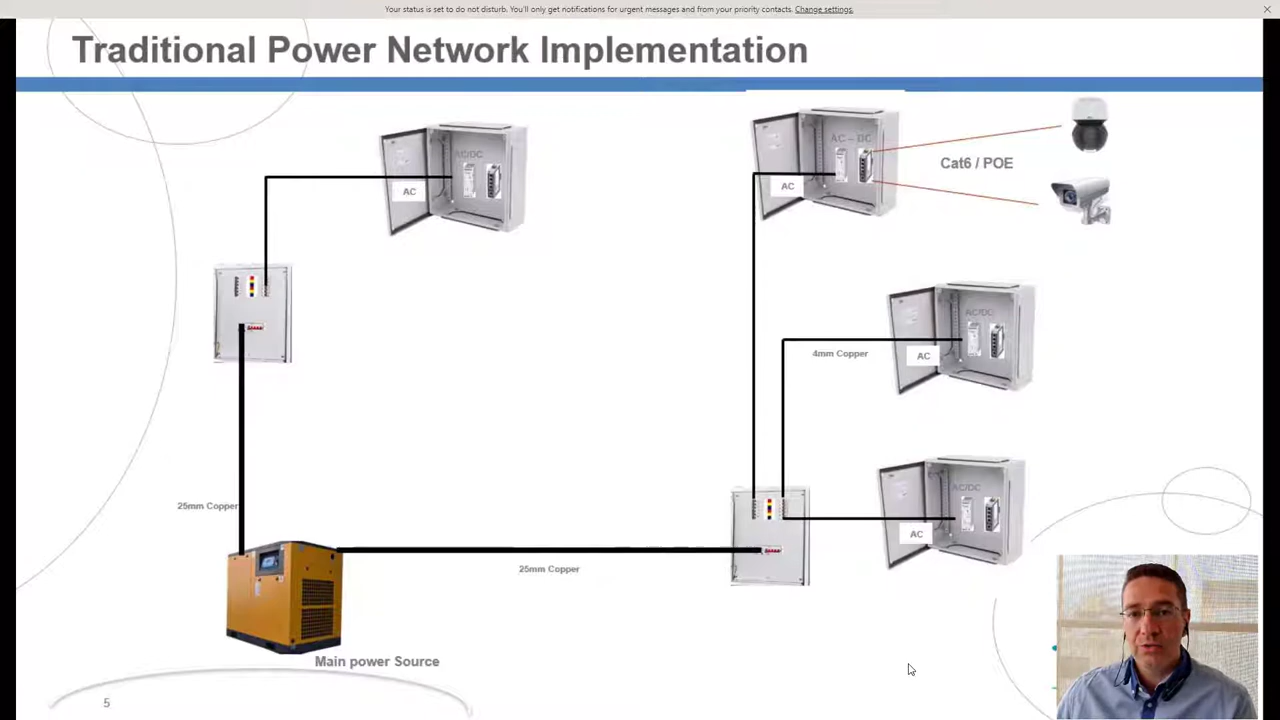 Your status is set to do not disturb. You'll only get notifications for urgent messages and from your priority contacts. Change settings.
Traditional Power Network Implementation
AC/DC
AC
AC – DC
AC
Cat6 / POE
AC/DC
4mm Copper
AC
AC/DC
AC
25mm Copper
25mm Copper
Main power Source
5